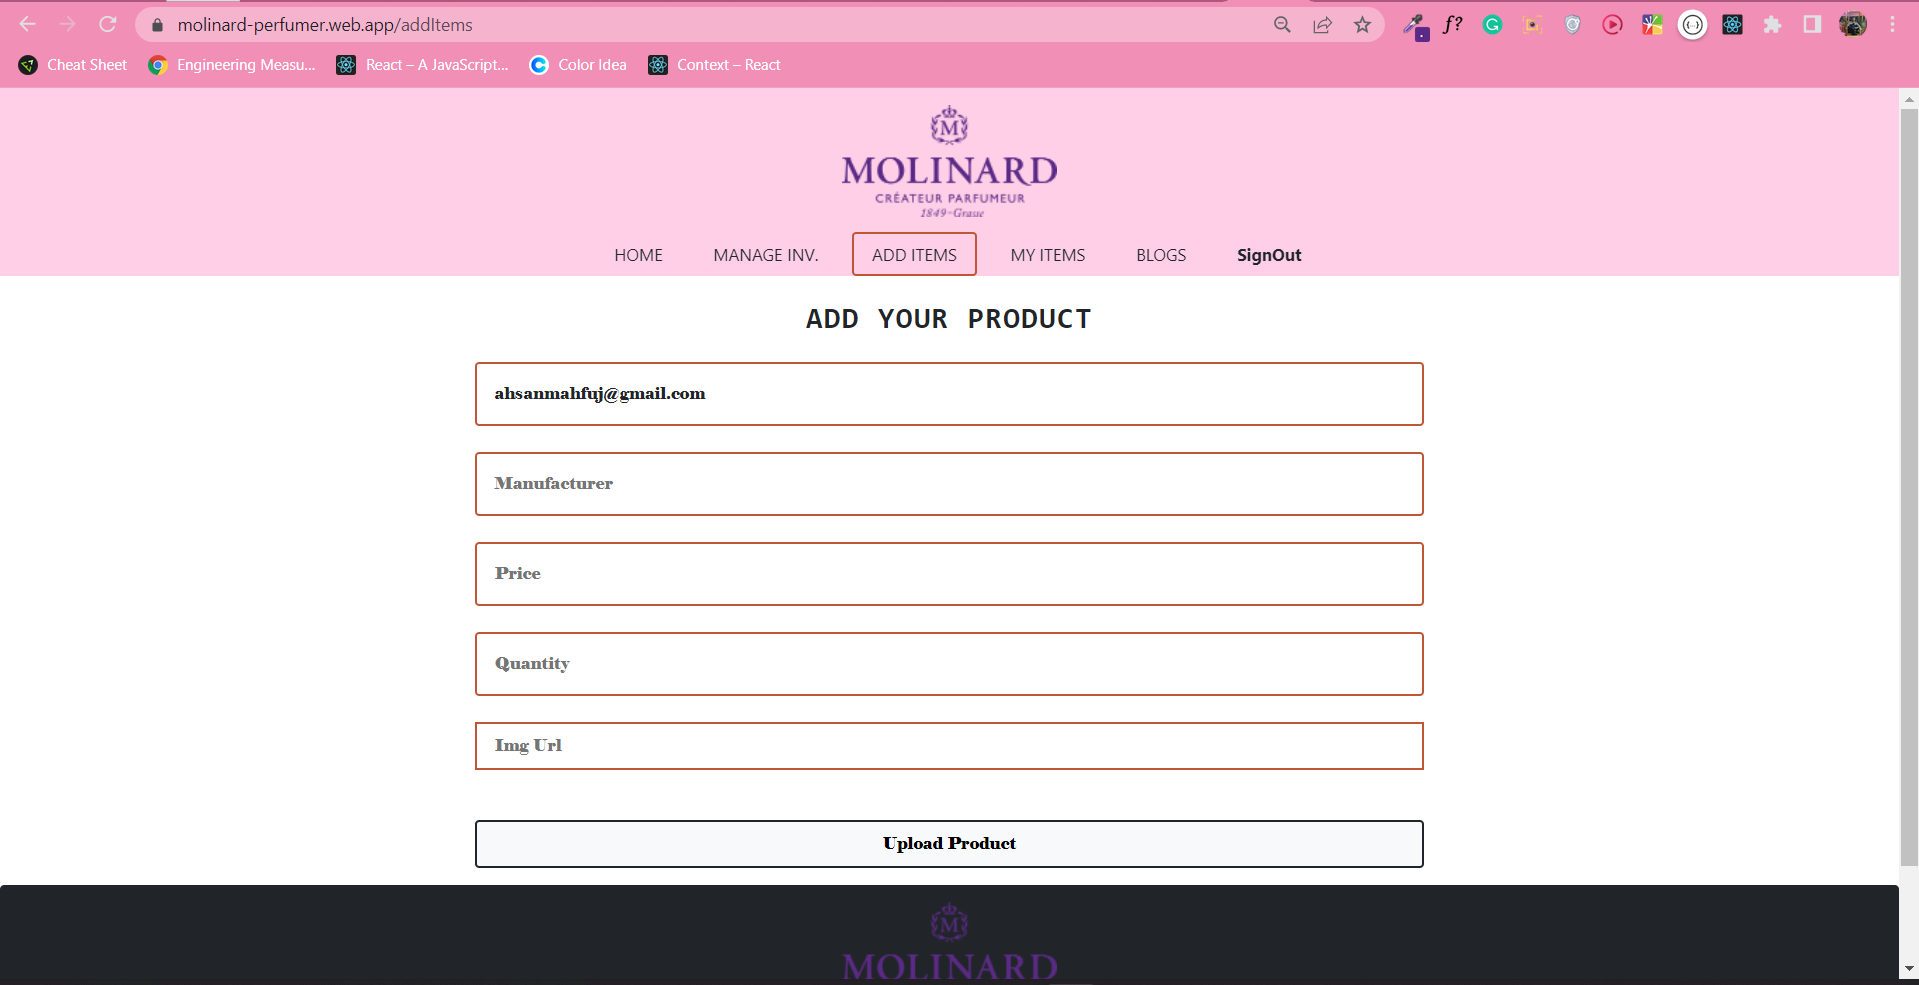 molinard-perfumer.web.app/addItems
f?
Cheat Sheet
Engineering Measu...
React – A JavaScript...
Color Idea
Context – React
M
MOLINARD
CRÉATEUR PARFUMEUR
1849-Grasse
HOME
MANAGE INV.
ADD ITEMS
MY ITEMS
BLOGS
SignOut
ADD YOUR PRODUCT
ahsanmahfuj@gmail.com
Manufacturer
Price
Quantity
Img Url
Upload Product
M
MOLINARD